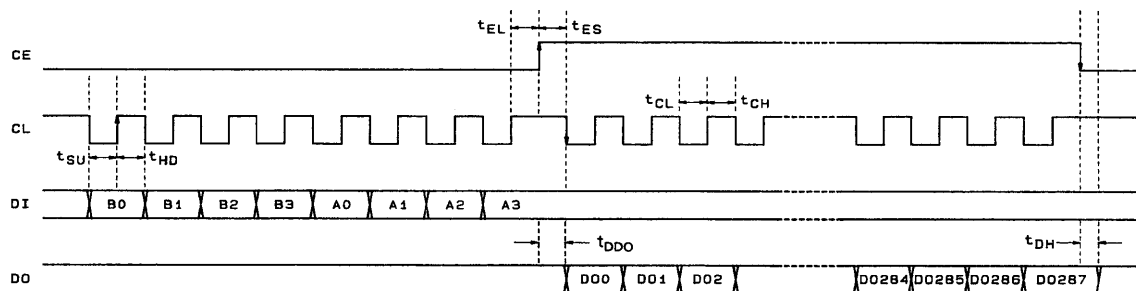 tEL tES
CE
tCL tCH
CL
tSU tHD
DI B0 B1 B2 B3 A0 A1 A2 A3
tDDO tDH
DO DO0 DO1 DO2 DO284 DO285 DO286 DO287